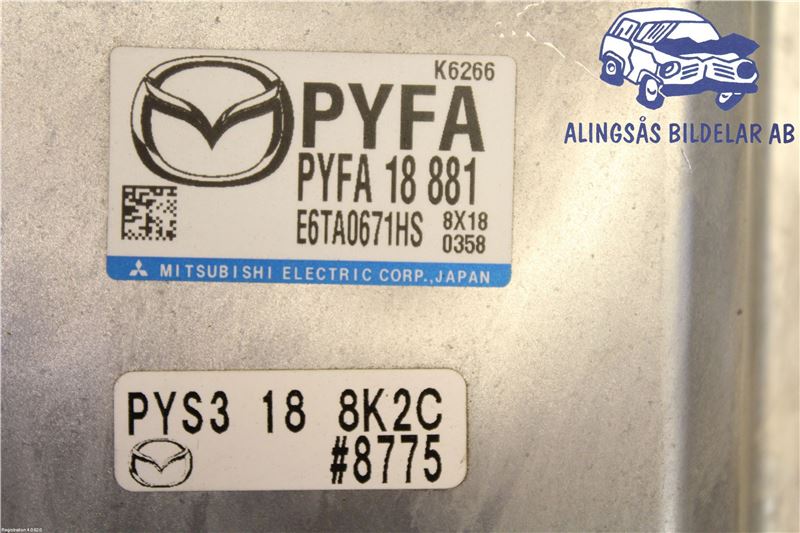 K6266
PYFA
PYFA 18 881
E6TA0671HS 8X18
0358
MITSUBISHI ELECTRIC CORP.,JAPAN
PYS3 18 8K2C
#8775
ALINGSÅS BILDELAR AB